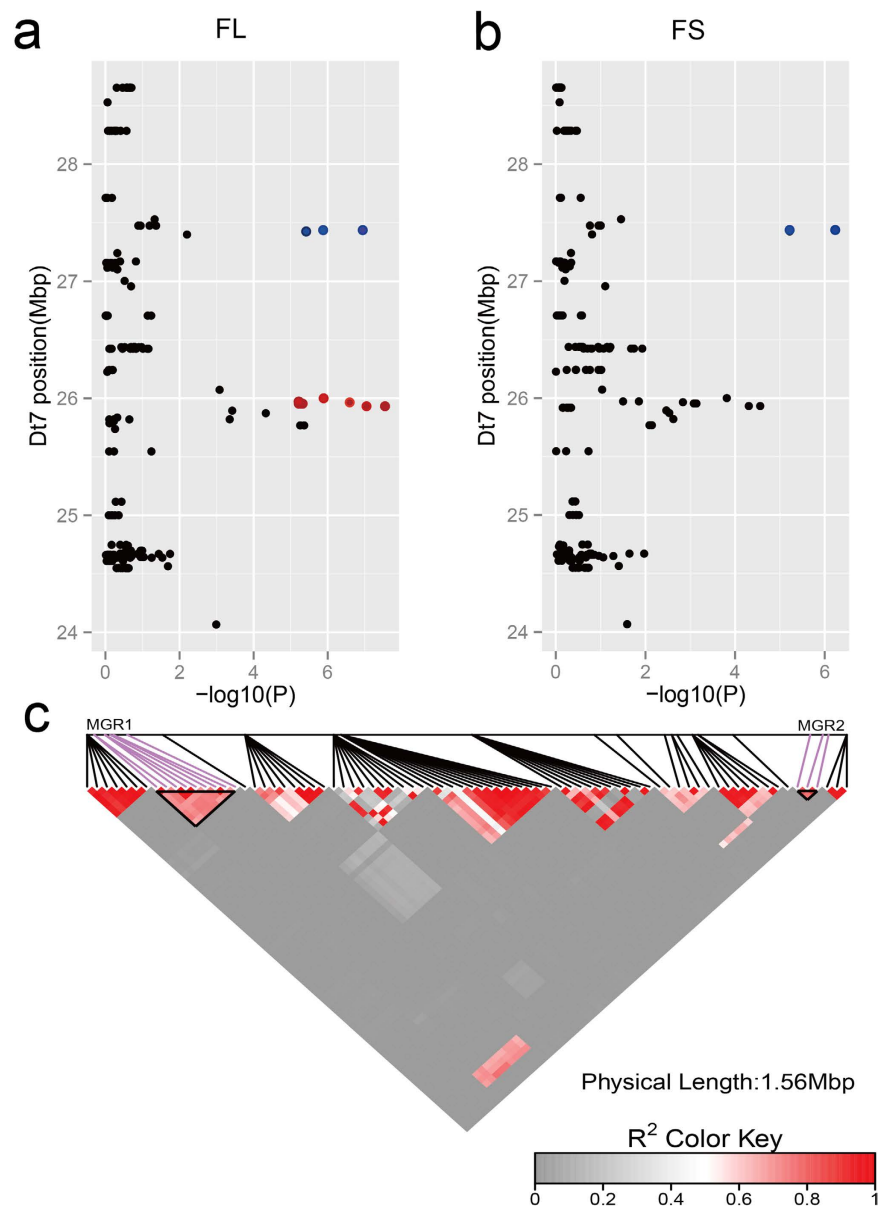 a
FL
b
FS
Dt7 position(Mbp)
28
27
26
25
24
0
2
4
6
−log10(P)
Dt7 position(Mbp)
28
27
26
25
24
0
2
4
6
−log10(P)
c
MGR1
MGR2
Physical Length:1.56Mbp
R² Color Key
0
0.2
0.4
0.6
0.8
1